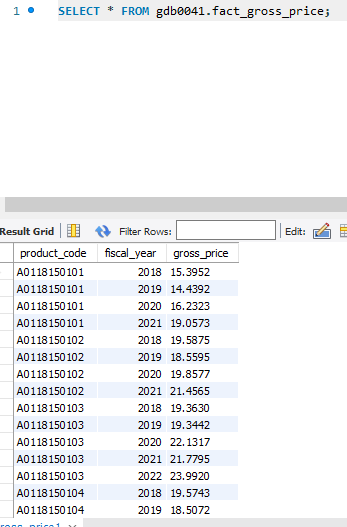 1 SELECT * FROM gdb0041.fact_gross_price;
Result Grid Filter Rows: Edit:
product_code fiscal_year gross_price
A0118150101 2018 15.3952
A0118150101 2019 14.4392
A0118150101 2020 16.2323
A0118150101 2021 19.0573
A0118150102 2018 19.5875
A0118150102 2019 18.5595
A0118150102 2020 19.8577
A0118150102 2021 21.4565
A0118150103 2018 19.3630
A0118150103 2019 19.3442
A0118150103 2020 22.1317
A0118150103 2021 21.7795
A0118150103 2022 23.9920
A0118150104 2018 19.5743
A0118150104 2019 18.5072